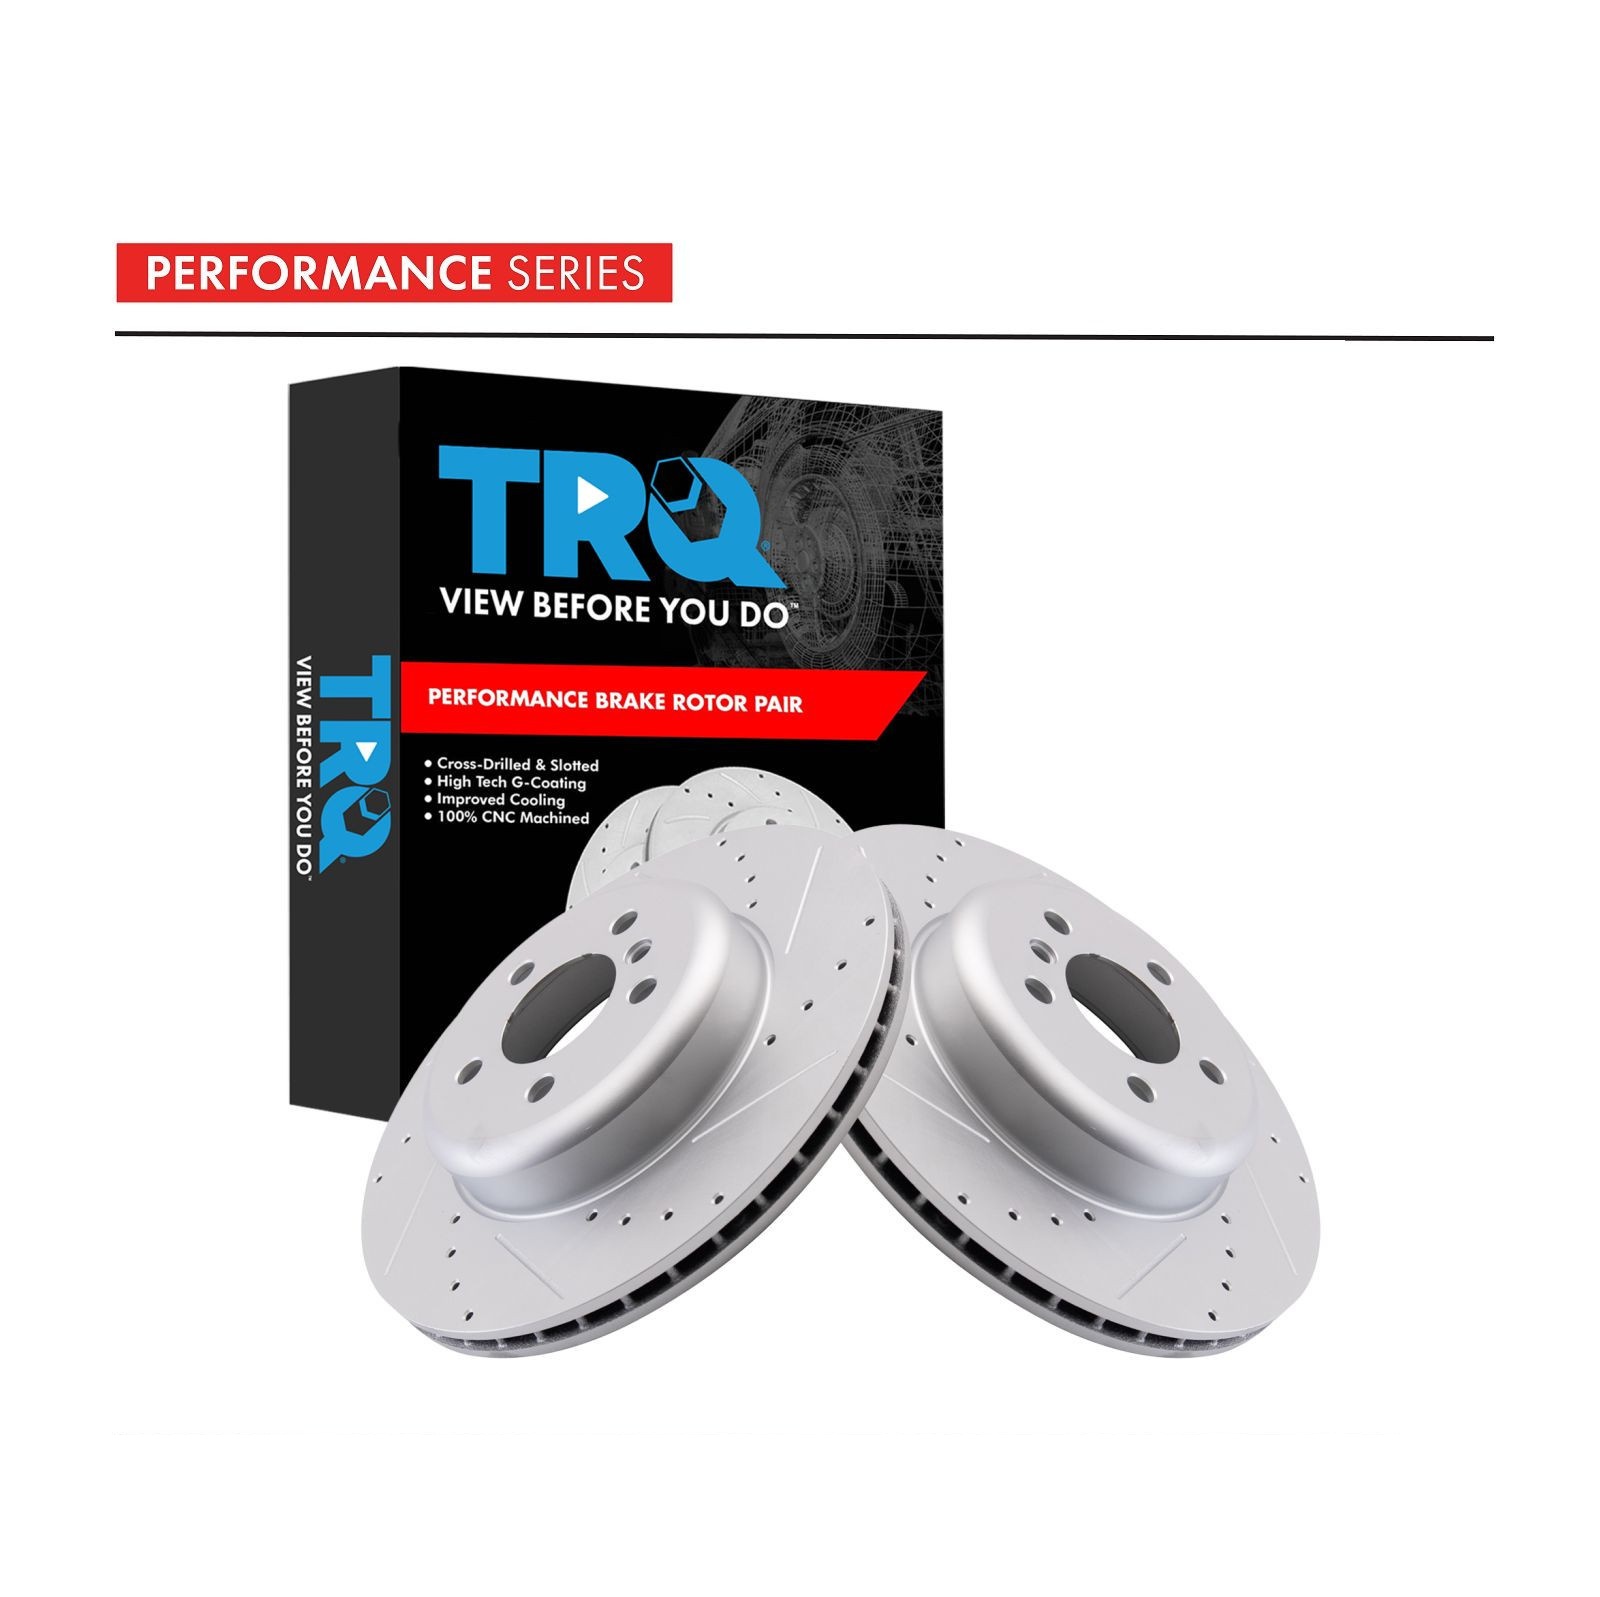 PERFORMANCE SERIES
TRQ®
VIEW BEFORE YOU DO™
PERFORMANCE BRAKE ROTOR PAIR
• Cross-Drilled & Slotted
• High Tech G-Coating
• Improved Cooling
• 100% CNC Machined
TRQ®
VIEW BEFORE YOU DO™